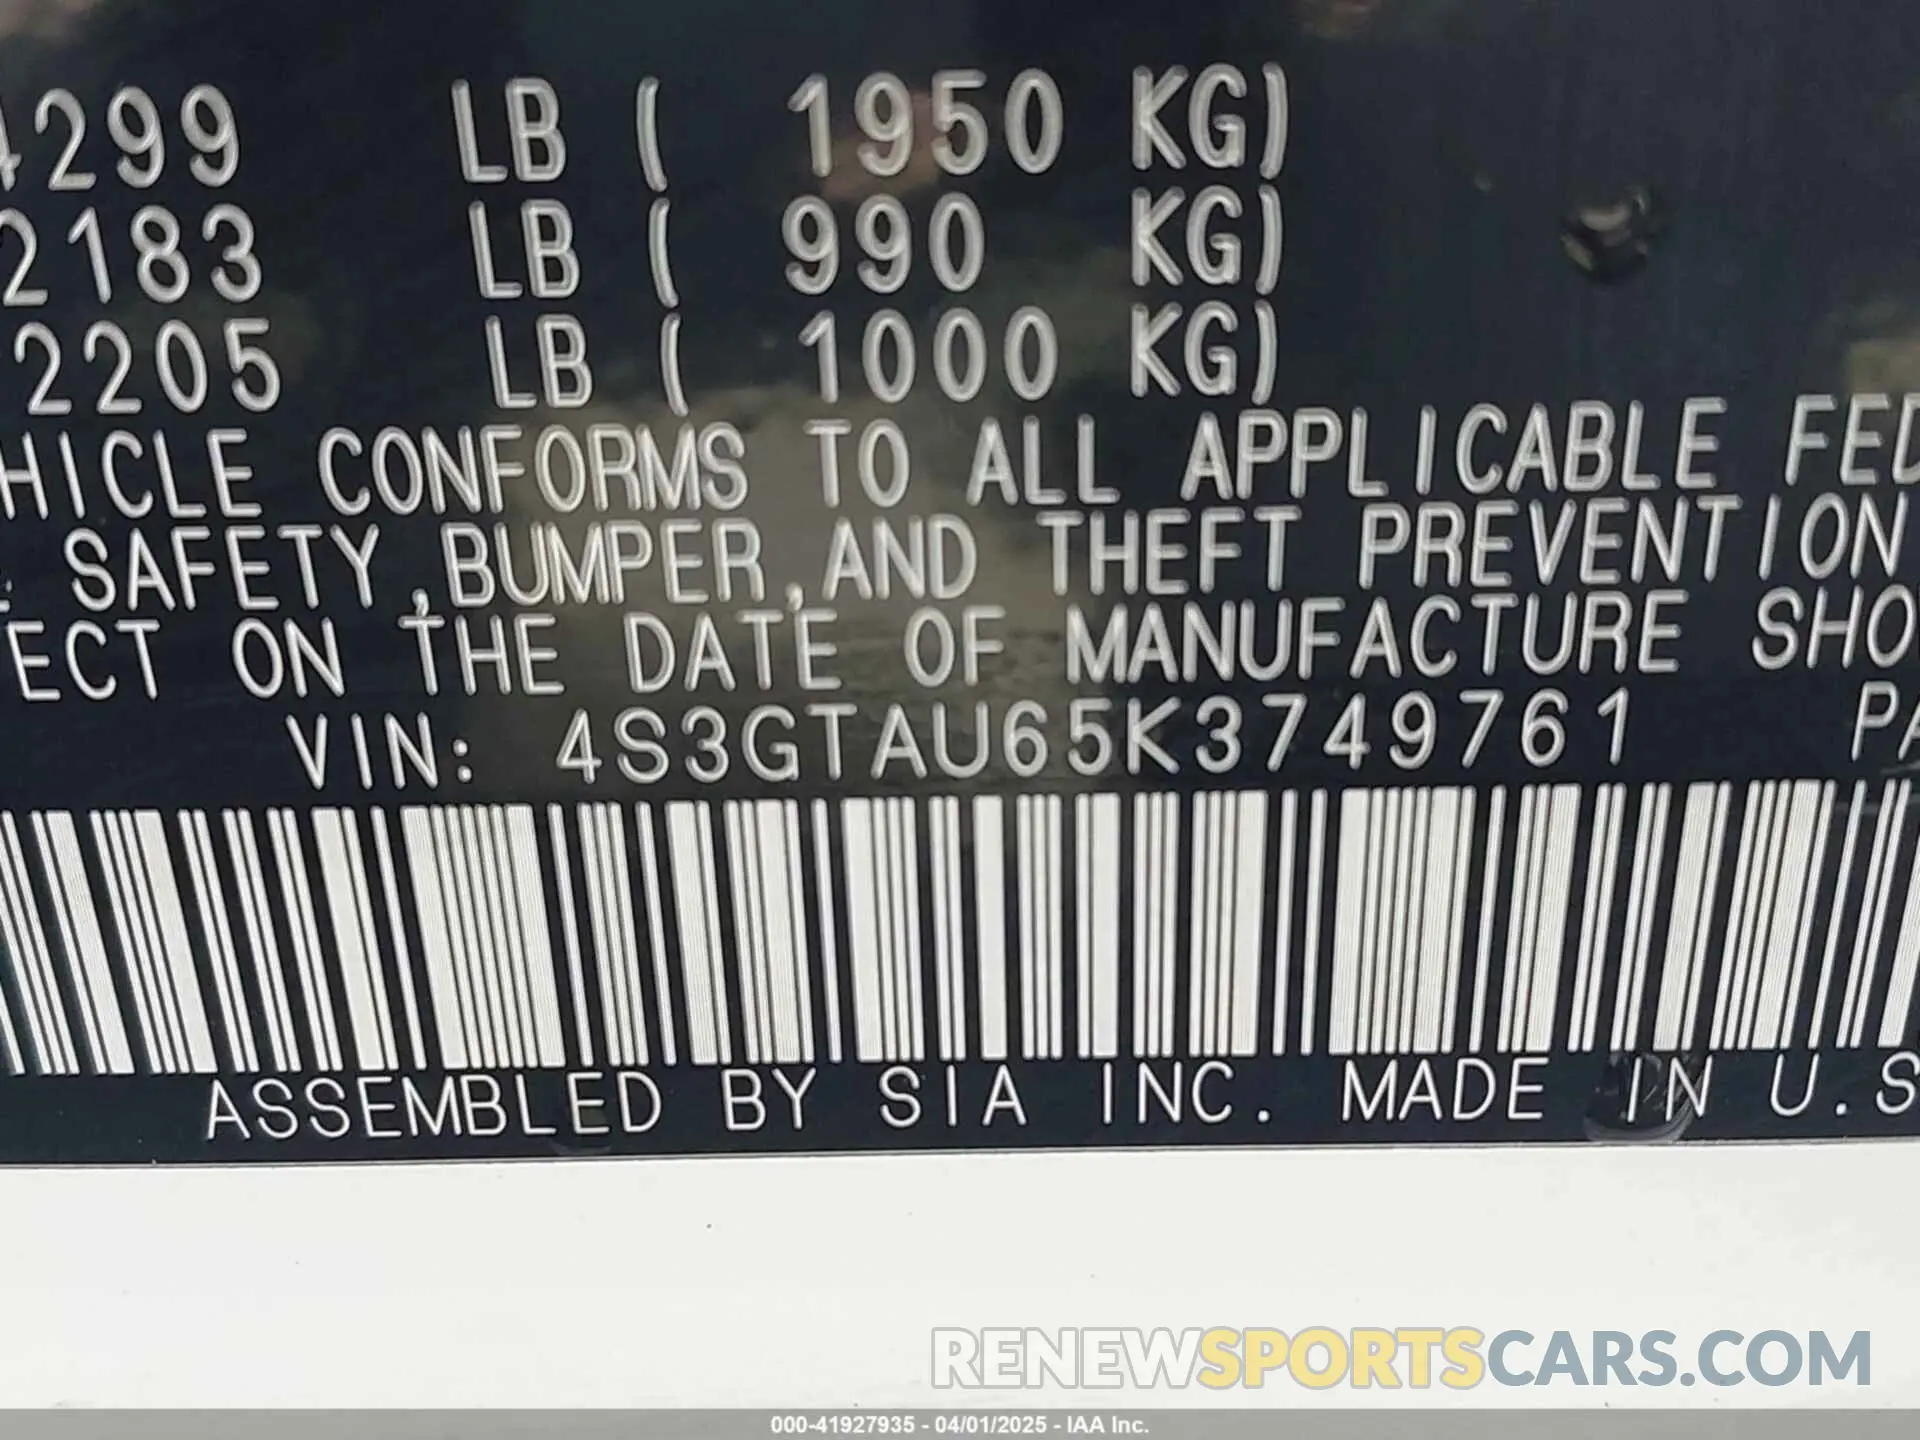 4299 LB ( 1950 KG)
2183 LB ( 990 KG)
2205 LB ( 1000 KG)
HICLE CONFORMS TO ALL APPLICABLE FED
SAFETY,BUMPER,AND THEFT PREVENTION
ECT ON THE DATE OF MANUFACTURE SHO
VIN: 4S3GTAU65K3749761 PA
ASSEMBLED BY SIA INC. MADE IN U.S
RENEWSPORTSCARS.COM
000-41927935 - 04/01/2025 - IAA Inc.